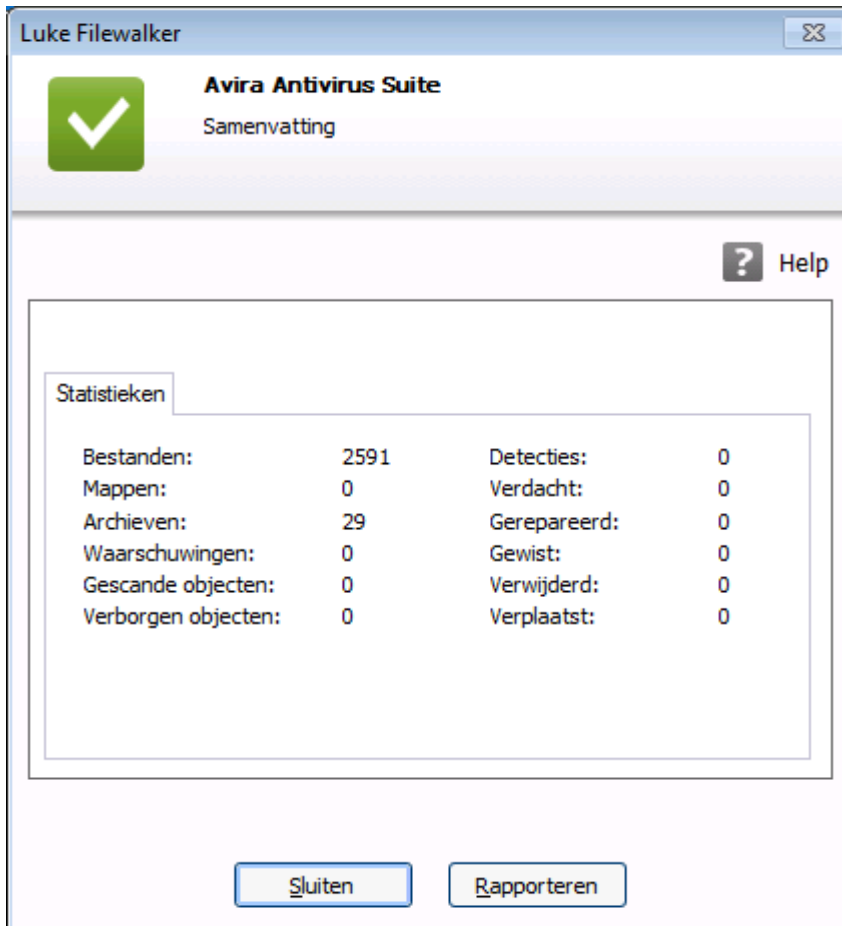 Luke Filewalker
Avira Antivirus Suite
Samenvatting
? Help
Statistieken
Bestanden: 2591 Detecties: 0
Mappen: 0 Verdacht: 0
Archieven: 29 Gerepareerd: 0
Waarschuwingen: 0 Gewist: 0
Gescande objecten: 0 Verwijderd: 0
Verborgen objecten: 0 Verplaatst: 0
Sluiten Rapporteren